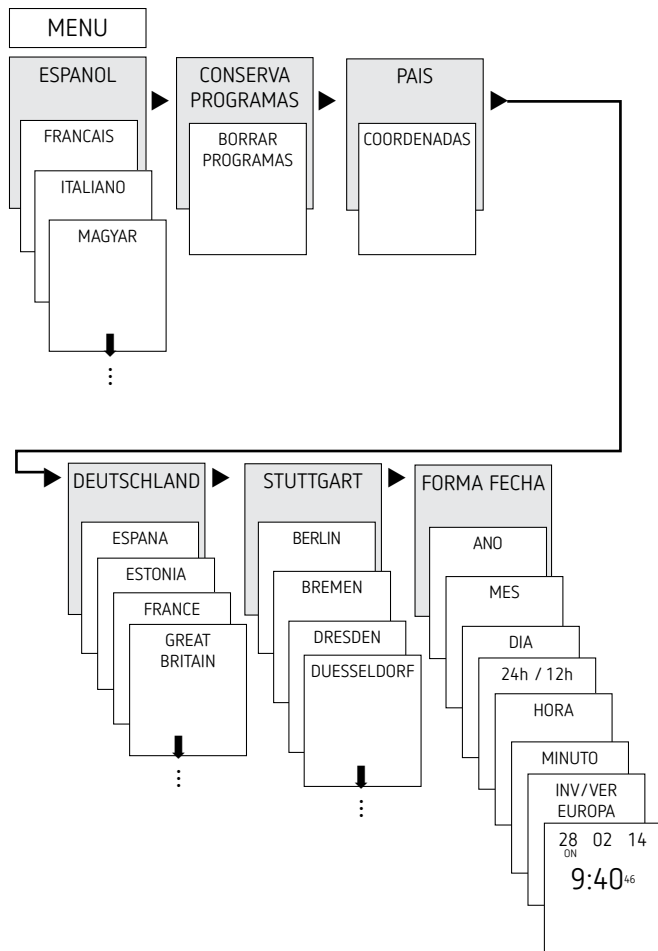 MENU
ESPANOL
FRANCAIS
ITALIANO
MAGYAR
CONSERVA
PROGRAMAS
BORRAR
PROGRAMAS
PAIS
COORDENADAS
DEUTSCHLAND
ESPANA
ESTONIA
FRANCE
GREAT
BRITAIN
STUTTGART
BERLIN
BREMEN
DRESDEN
DUESSELDORF
FORMA FECHA
ANO
MES
DIA
24h / 12h
HORA
MINUTO
INV/VER
EUROPA
28 02 14
ON
9:40 46